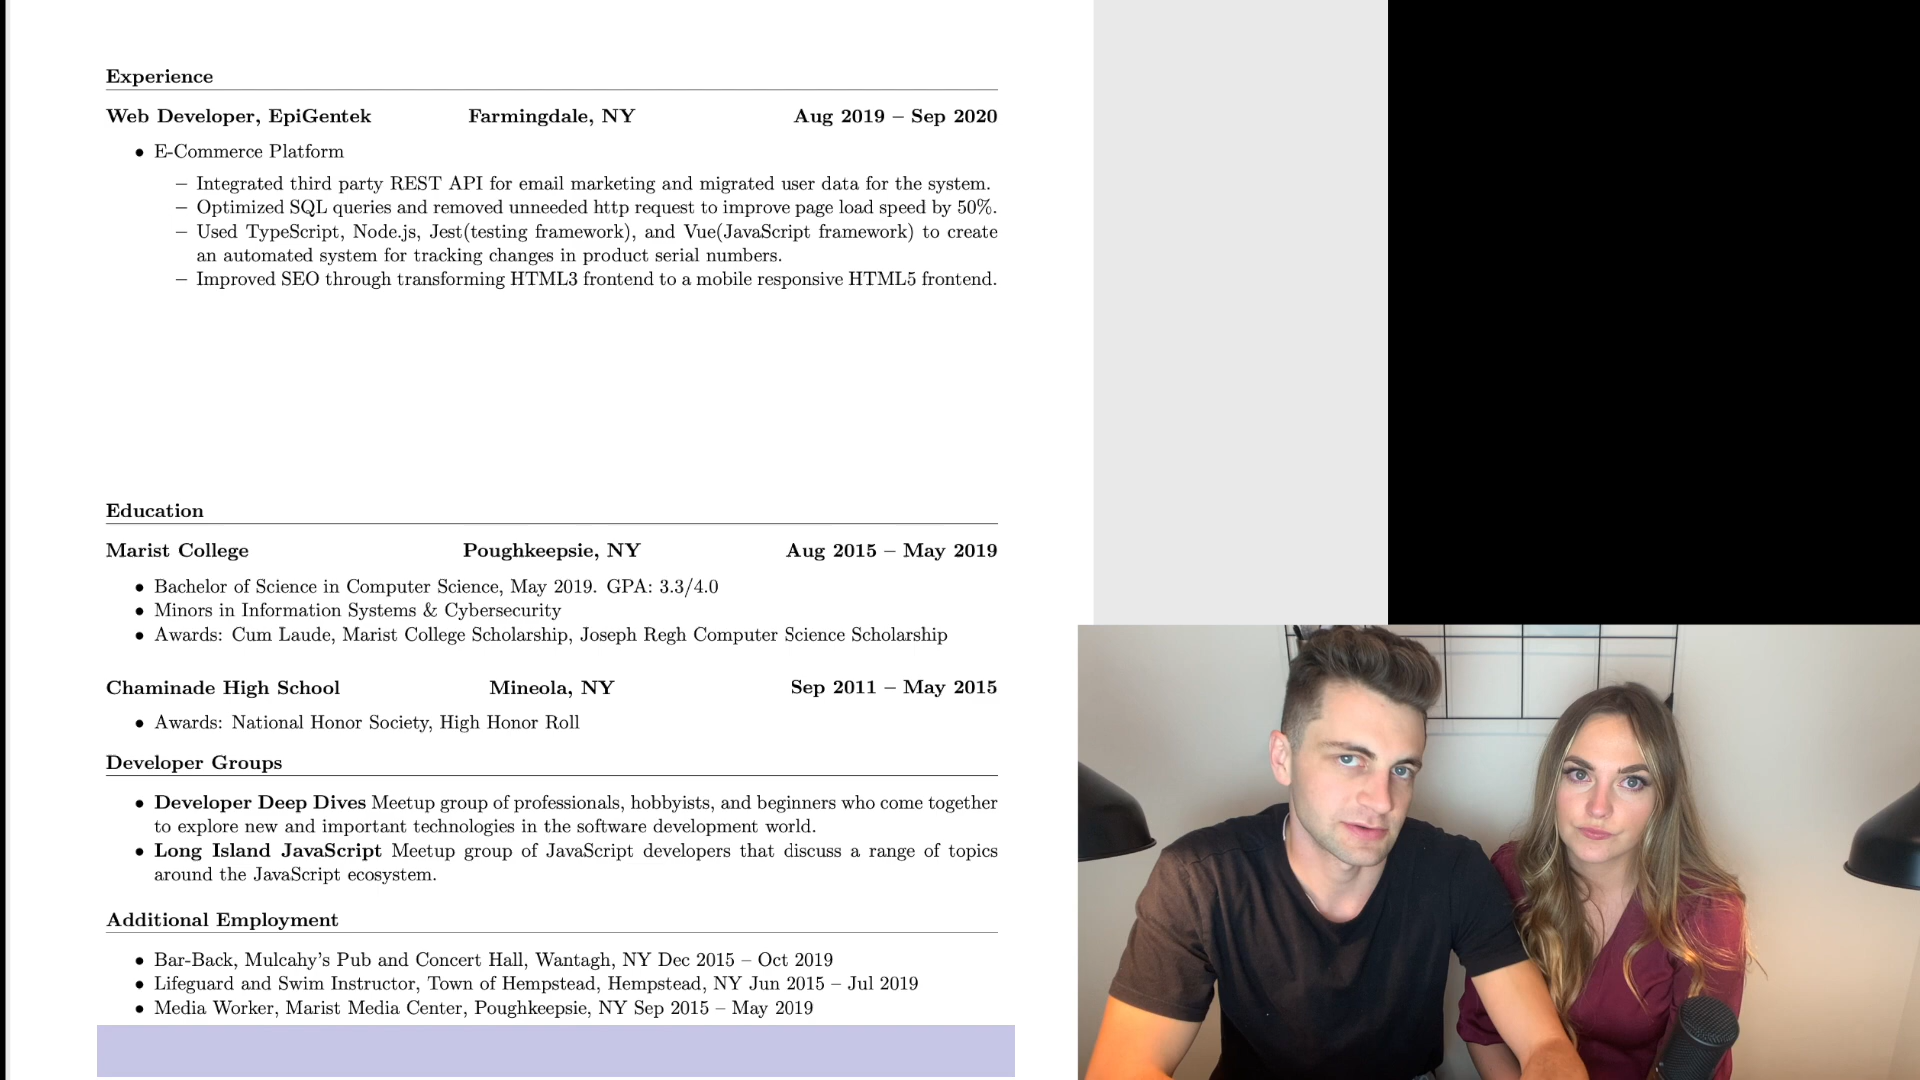 Experience
Web Developer, EpiGentek Farmingdale, NY Aug 2019 – Sep 2020
• E-Commerce Platform
– Integrated third party REST API for email marketing and migrated user data for the system.
– Optimized SQL queries and removed unneeded http request to improve page load speed by 50%.
– Used TypeScript, Node.js, Jest(testing framework), and Vue(JavaScript framework) to create
an automated system for tracking changes in product serial numbers.
– Improved SEO through transforming HTML3 frontend to a mobile responsive HTML5 frontend.
Education
Marist College Poughkeepsie, NY Aug 2015 – May 2019
• Bachelor of Science in Computer Science, May 2019. GPA: 3.3/4.0
• Minors in Information Systems & Cybersecurity
• Awards: Cum Laude, Marist College Scholarship, Joseph Regh Computer Science Scholarship
Chaminade High School Mineola, NY Sep 2011 – May 2015
• Awards: National Honor Society, High Honor Roll
Developer Groups
• Developer Deep Dives Meetup group of professionals, hobbyists, and beginners who come together
to explore new and important technologies in the software development world.
• Long Island JavaScript Meetup group of JavaScript developers that discuss a range of topics
around the JavaScript ecosystem.
Additional Employment
• Bar-Back, Mulcahy's Pub and Concert Hall, Wantagh, NY Dec 2015 – Oct 2019
• Lifeguard and Swim Instructor, Town of Hempstead, Hempstead, NY Jun 2015 – Jul 2019
• Media Worker, Marist Media Center, Poughkeepsie, NY Sep 2015 – May 2019